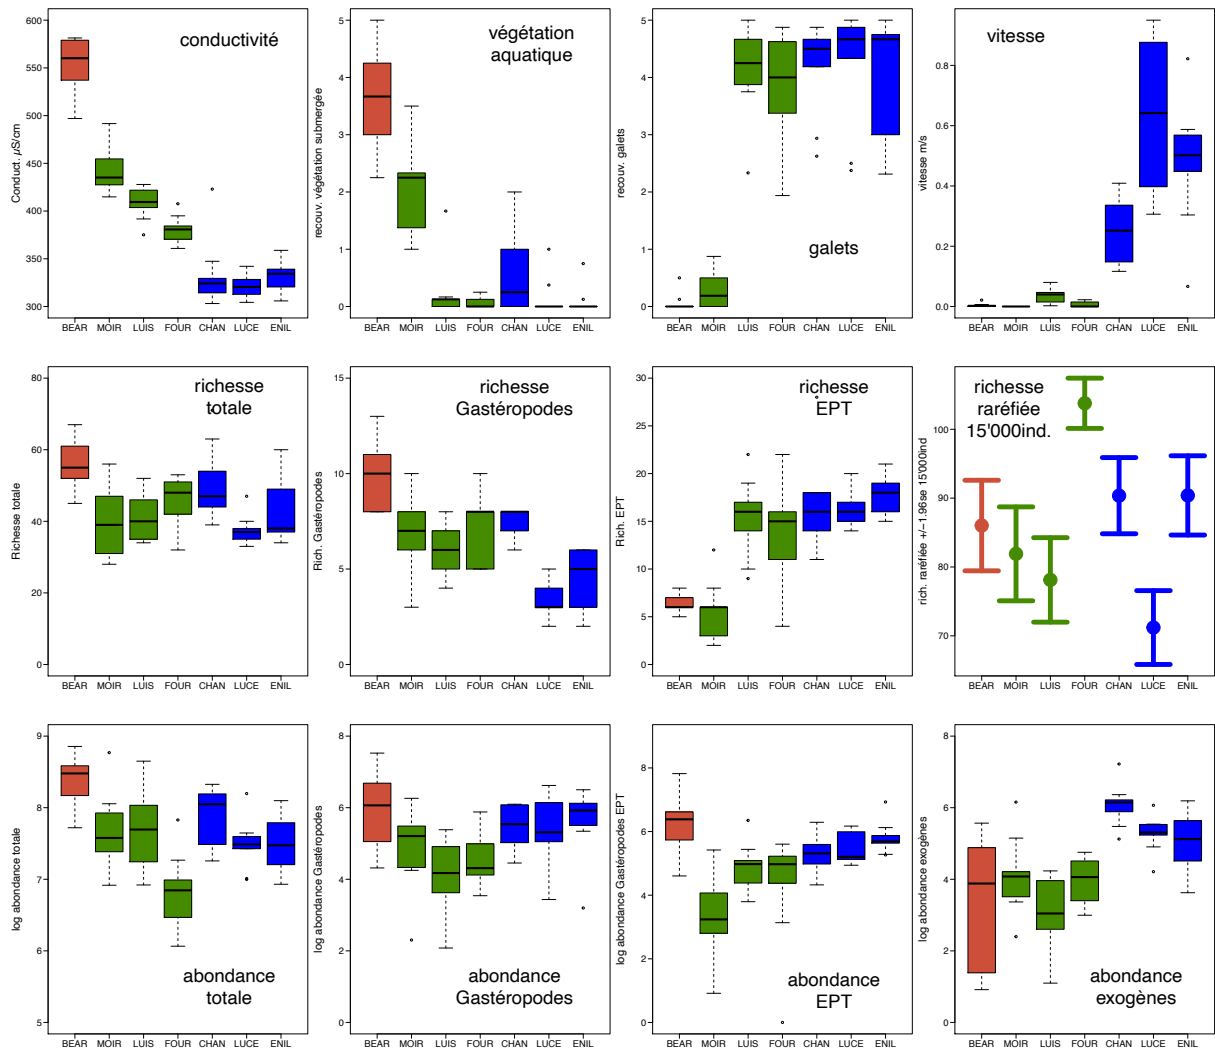 conductivité
Conduct. µS/cm
600
550
500
450
400
350
300
BEAR MOIR LUIS FOUR CHAN LUCE ENIL
végétation
aquatique
recouv. végétation submergée
5
4
3
2
1
0
BEAR MOIR LUIS FOUR CHAN LUCE ENIL
galets
recouv. galets
5
4
3
2
1
0
BEAR MOIR LUIS FOUR CHAN LUCE ENIL
vitesse
vitesse m/s
0.8
0.6
0.4
0.2
0.0
BEAR MOIR LUIS FOUR CHAN LUCE ENIL
richesse
totale
Richesse totale
80
60
40
20
0
BEAR MOIR LUIS FOUR CHAN LUCE ENIL
richesse
Gastéropodes
Rich. Gastéropodes
15
10
5
0
BEAR MOIR LUIS FOUR CHAN LUCE ENIL
richesse
EPT
Rich. EPT
30
25
20
15
10
5
0
BEAR MOIR LUIS FOUR CHAN LUCE ENIL
richesse
raréfiée
15'000ind.
rich. raréfiée +/−1.96se 15'000ind
100
90
80
70
BEAR MOIR LUIS FOUR CHAN LUCE ENIL
abondance
totale
log abondance totale
9
8
7
6
5
BEAR MOIR LUIS FOUR CHAN LUCE ENIL
abondance
Gastéropodes
log abondance Gastéropodes
8
6
4
2
0
BEAR MOIR LUIS FOUR CHAN LUCE ENIL
abondance
EPT
log abondance Gastéropodes EPT
8
6
4
2
0
BEAR MOIR LUIS FOUR CHAN LUCE ENIL
abondance
exogènes
log abondance exogènes
8
6
4
2
0
BEAR MOIR LUIS FOUR CHAN LUCE ENIL